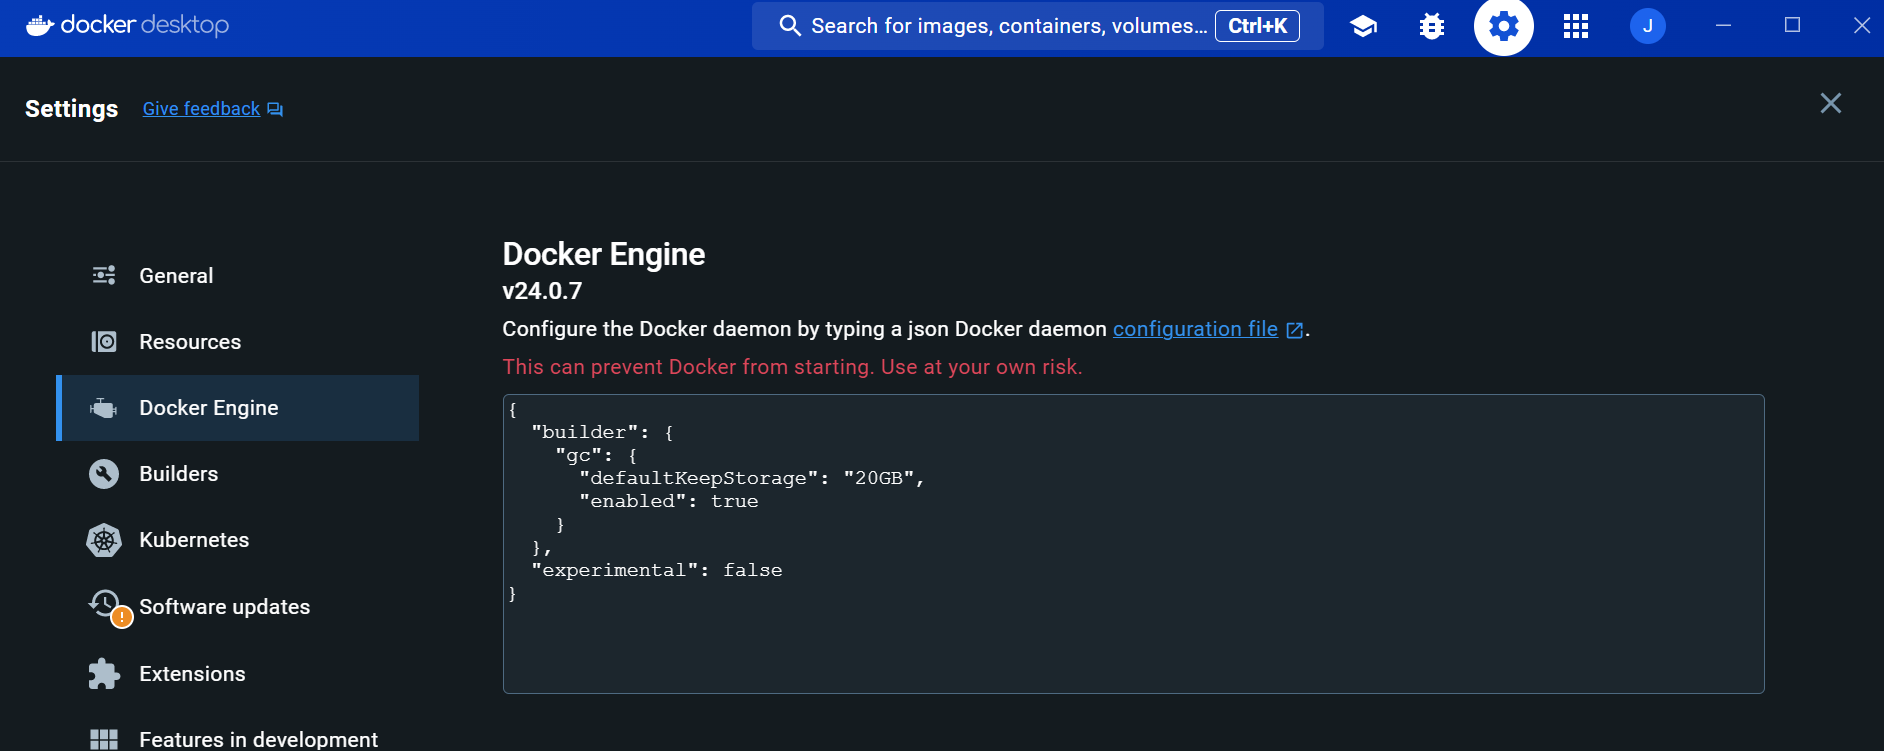 docker desktop
Search for images, containers, volumes... Ctrl+K
J
Settings Give feedback
General
Resources
Docker Engine
Builders
Kubernetes
Software updates
Extensions
Features in development
Docker Engine
v24.0.7
Configure the Docker daemon by typing a json Docker daemon configuration file.
This can prevent Docker from starting. Use at your own risk.
{
  "builder": {
    "gc": {
      "defaultKeepStorage": "20GB",
      "enabled": true
    }
  },
  "experimental": false
}